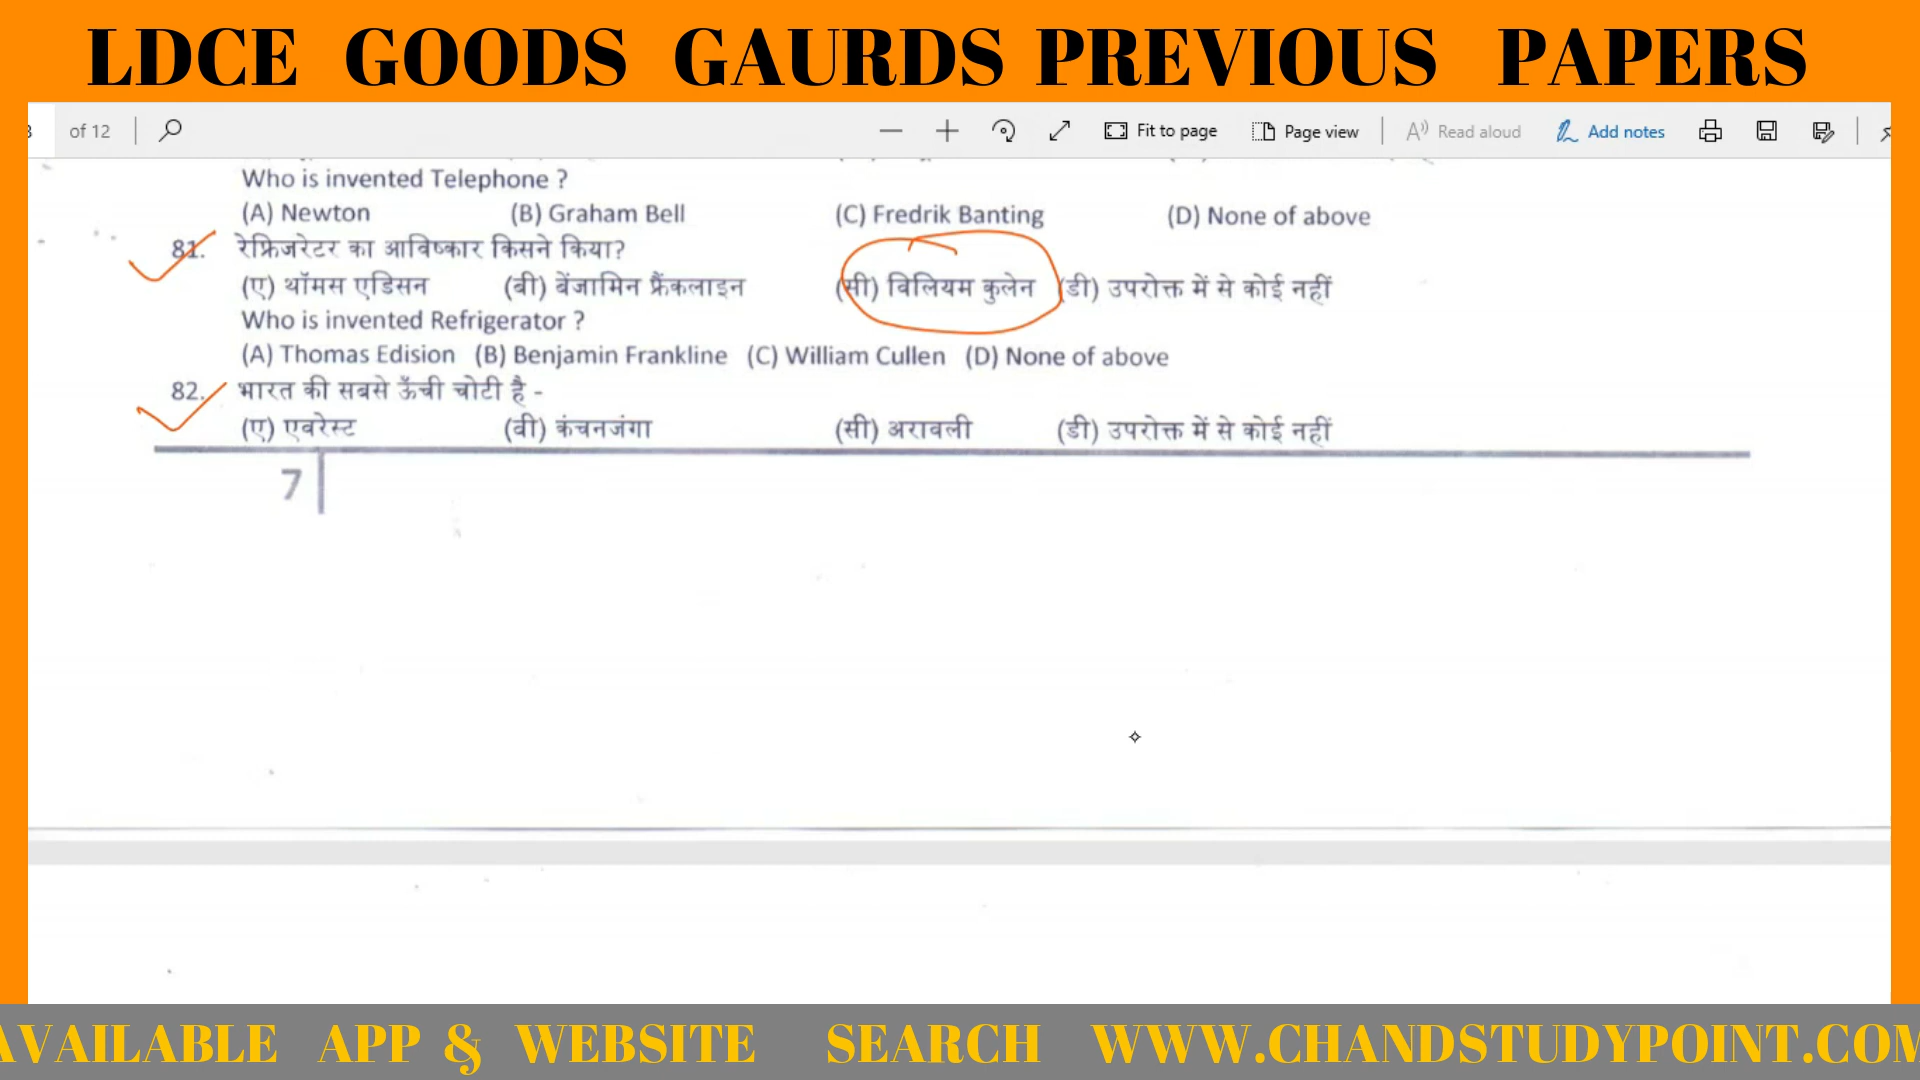 LDCE GOODS GAURDS PREVIOUS PAPERS
of 12 Fit to page Page view Read aloud Add notes
Who is invented Telephone ?
(A) Newton (B) Graham Bell (C) Fredrik Banting (D) None of above
81. रेफ्रिजरेटर का आविष्कार किसने किया?
(ए) थॉमस एडिसन (बी) बेंजामिन फ्रैंकलाइन (सी) विलियम कुलेन (डी) उपरोक्त में से कोई नहीं
Who is invented Refrigerator ?
(A) Thomas Edision (B) Benjamin Frankline (C) William Cullen (D) None of above
82. भारत की सबसे ऊँची चोटी है -
(ए) एवरेस्ट (बी) कंचनजंगा (सी) अरावली (डी) उपरोक्त में से कोई नहीं
7
AVAILABLE APP & WEBSITE SEARCH WWW.CHANDSTUDYPOINT.COM